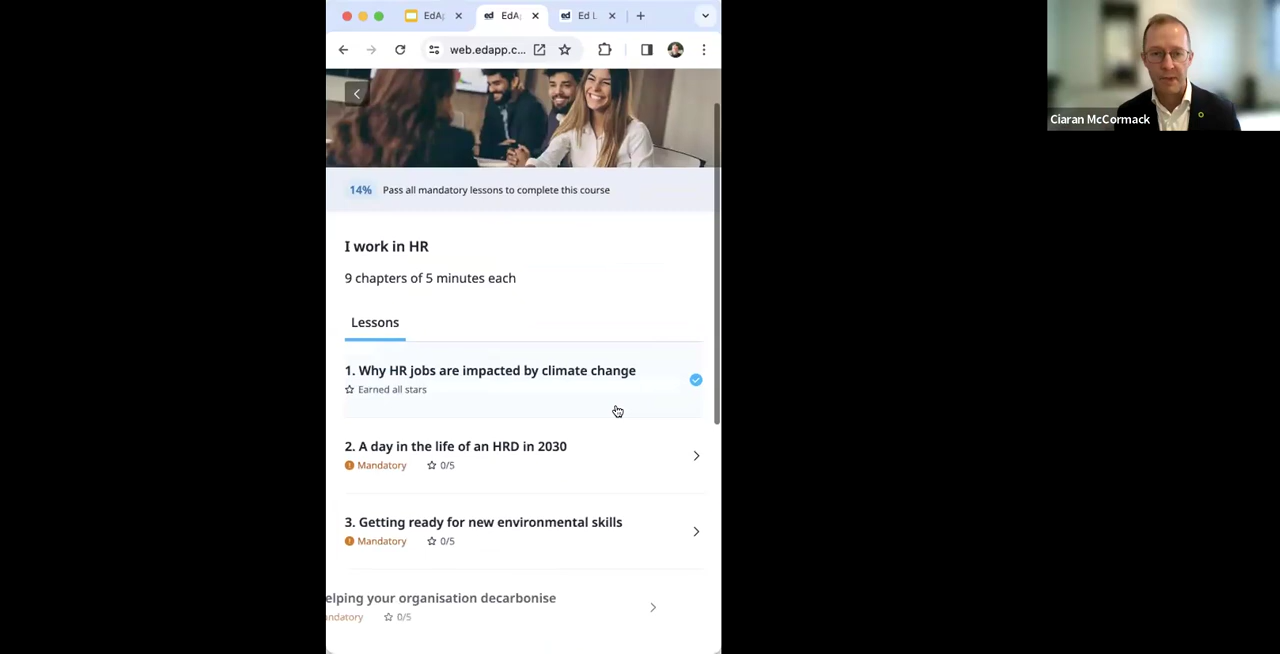 EdA
ed EdA
ed Ed L
web.edapp.c...
Ciaran McCormack
14% Pass all mandatory lessons to complete this course
I work in HR
9 chapters of 5 minutes each
Lessons
1. Why HR jobs are impacted by climate change
Earned all stars
2. A day in the life of an HRD in 2030
Mandatory 0/5
3. Getting ready for new environmental skills
Mandatory 0/5
elping your organisation decarbonise
andatory 0/5